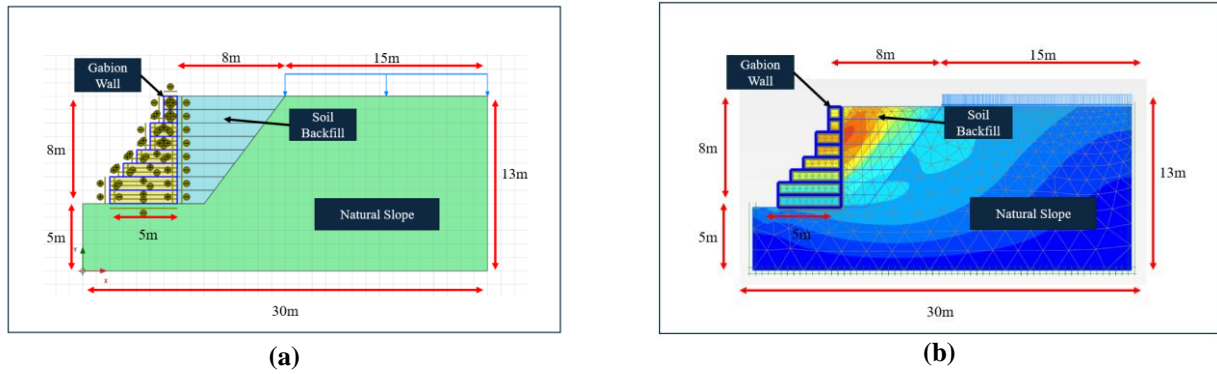 8m
15m
Gabion
Wall
Soil
Backfill
8m
13m
Natural Slope
5m
5m
Y
X
30m
(a)
8m
15m
Gabion
Wall
Soil
Backfill
8m
13m
Natural Slope
5m
5m
30m
(b)